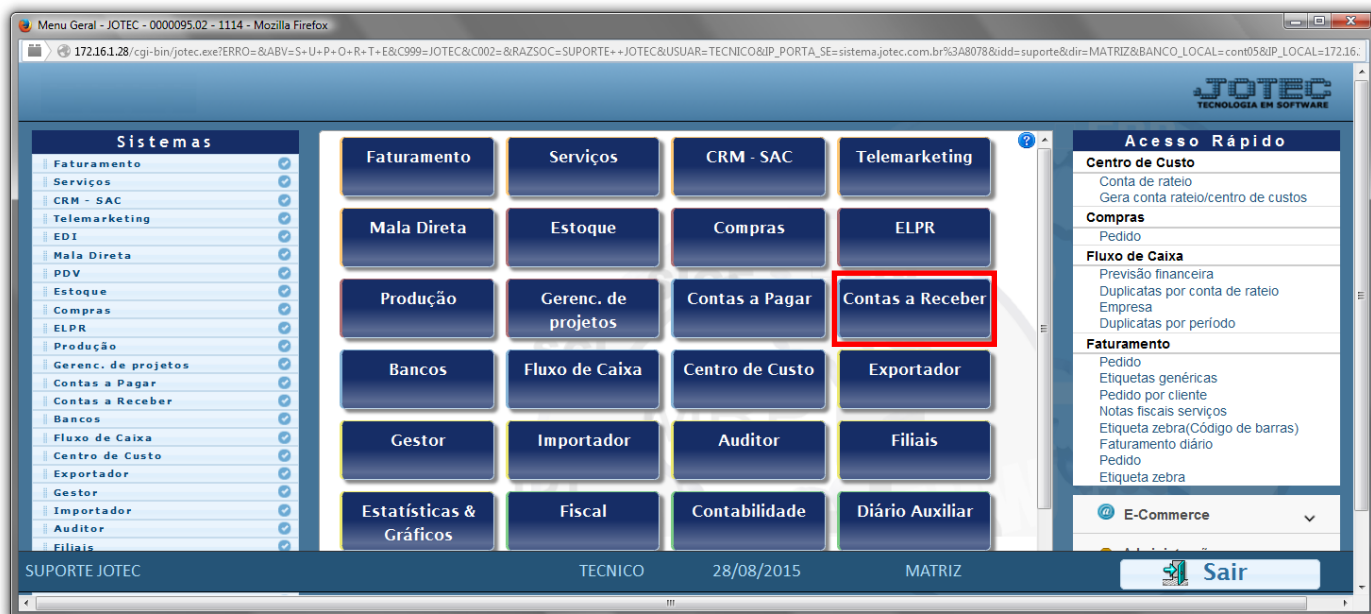 Menu Geral - JOTEC - 0000095.02 - 1114 - Mozilla Firefox
172.16.1.28/cgi-bin/jotec.exe?ERRO=&ABV=S+U+P+O+R+T+E&C999=JOTEC&C002=&RAZSOC=SUPORTE++JOTEC&USUAR=TECNICO&IP_PORTA_SE=sistema.jotec.com.br%3A8078&idd=suporte&dir=MATRIZ&BANCO_LOCAL=cont05&IP_LOCAL=172.16.
JOTEC
TECNOLOGIA EM SOFTWARE
Sistemas
Faturamento
Serviços
CRM - SAC
Telemarketing
EDI
Mala Direta
PDV
Estoque
Compras
ELPR
Produção
Gerenc. de projetos
Contas a Pagar
Contas a Receber
Bancos
Fluxo de Caixa
Centro de Custo
Exportador
Gestor
Importador
Auditor
Filiais
Faturamento
Serviços
CRM - SAC
Telemarketing
Mala Direta
Estoque
Compras
ELPR
Produção
Gerenc. de
projetos
Contas a Pagar
Contas a Receber
Bancos
Fluxo de Caixa
Centro de Custo
Exportador
Gestor
Importador
Auditor
Filiais
Estatísticas &
Gráficos
Fiscal
Contabilidade
Diário Auxiliar
Acesso Rápido
Centro de Custo
Conta de rateio
Gera conta rateio/centro de custos
Compras
Pedido
Fluxo de Caixa
Previsão financeira
Duplicatas por conta de rateio
Empresa
Duplicatas por período
Faturamento
Pedido
Etiquetas genéricas
Pedido por cliente
Notas fiscais serviços
Etiqueta zebra(Código de barras)
Faturamento diário
Pedido
Etiqueta zebra
E-Commerce
SUPORTE JOTEC
TECNICO
28/08/2015
MATRIZ
Sair